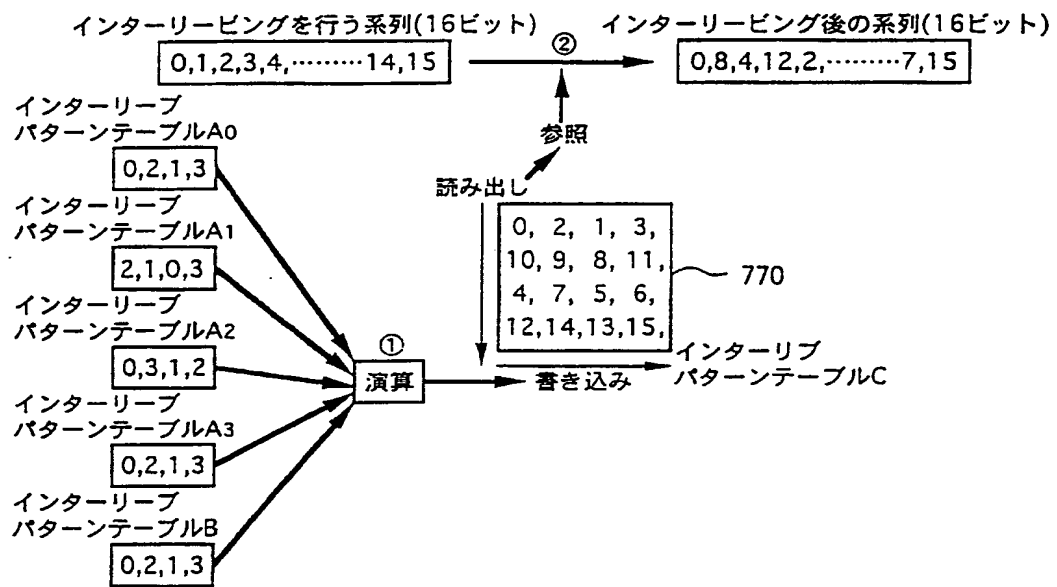 インターリービングを行う系列(16ビット)
0,1,2,3,4,………14,15
②
インターリービング後の系列(16ビット)
0,8,4,12,2,………7,15
インターリーブ
パターンテーブルA0
0,2,1,3
インターリーブ
パターンテーブルA1
2,1,0,3
インターリーブ
パターンテーブルA2
0,3,1,2
インターリーブ
パターンテーブルA3
0,2,1,3
インターリーブ
パターンテーブルB
0,2,1,3
①
演算
参照
読み出し
0, 2, 1, 3,
10, 9, 8, 11,
4, 7, 5, 6,
12,14,13,15,
770
書き込み
インターリブ
パターンテーブルC